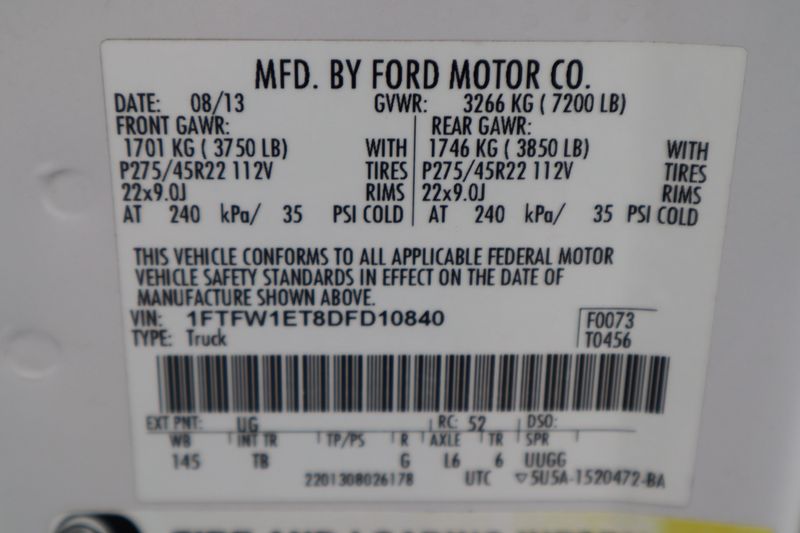 MFD. BY FORD MOTOR CO.
DATE: 08/13 GVWR: 3266 KG ( 7200 LB)
FRONT GAWR: REAR GAWR:
1701 KG ( 3750 LB) WITH 1746 KG ( 3850 LB) WITH
P275/45R22 112V TIRES P275/45R22 112V TIRES
22x9.0J RIMS 22x9.0J RIMS
AT 240 kPa/ 35 PSI COLD AT 240 kPa/ 35 PSI COLD
THIS VEHICLE CONFORMS TO ALL APPLICABLE FEDERAL MOTOR
VEHICLE SAFETY STANDARDS IN EFFECT ON THE DATE OF
MANUFACTURE SHOWN ABOVE.
VIN: 1FTFW1ET8DFD10840 F0073
TYPE: Truck T0456
EXT PNT: UG RC: 52 DSO:
WB INT TR TP/PS R AXLE TR SPR
145 TB G L6 6 UUGG
2201308026178 UTC ▽5U5A-1520472-BA